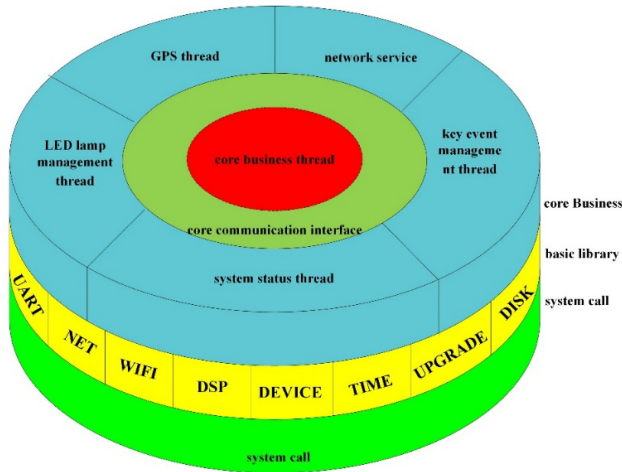 GPS thread
network service
LED lamp
management
thread
core business thread
key event
manageme
nt thread
core communication interface
system status thread
core Business
basic library
system call
UART
NET
WIFI
DSP
DEVICE
TIME
UPGRADE
DISK
system call